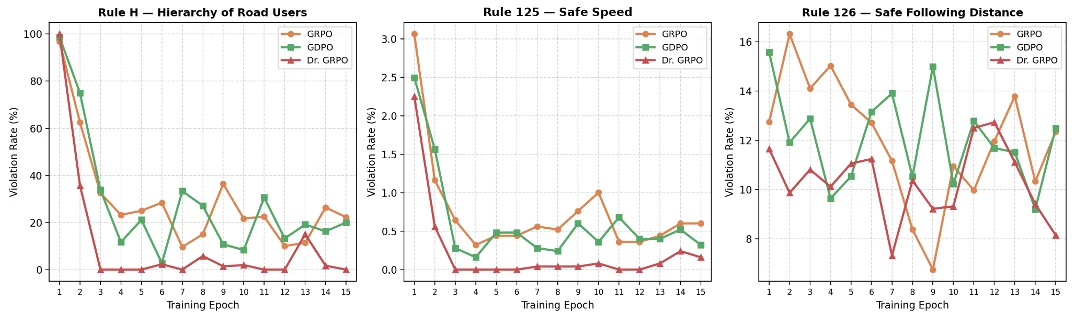 Rule H — Hierarchy of Road Users
Violation Rate (%)
100
80
60
40
20
0
GRPO
GDPO
Dr. GRPO
1 2 3 4 5 6 7 8 9 10 11 12 13 14 15
Training Epoch
Rule 125 — Safe Speed
Violation Rate (%)
3.0
2.5
2.0
1.5
1.0
0.5
0.0
GRPO
GDPO
Dr. GRPO
1 2 3 4 5 6 7 8 9 10 11 12 13 14 15
Training Epoch
Rule 126 — Safe Following Distance
Violation Rate (%)
16
14
12
10
8
GRPO
GDPO
Dr. GRPO
1 2 3 4 5 6 7 8 9 10 11 12 13 14 15
Training Epoch